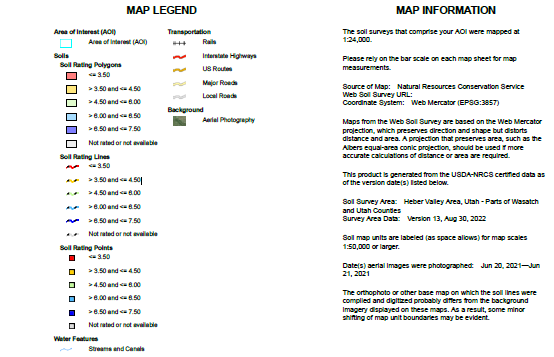 MAP LEGEND
Area of Interest (AOI)
Area of Interest (AOI)
Soils
Soil Rating Polygons
<= 3.50
> 3.50 and <= 4.50
> 4.50 and <= 6.00
> 6.00 and <= 6.50
> 6.50 and <= 7.50
Not rated or not available
Soil Rating Lines
<= 3.50
> 3.50 and <= 4.50
> 4.50 and <= 6.00
> 6.00 and <= 6.50
> 6.50 and <= 7.50
Not rated or not available
Soil Rating Points
<= 3.50
> 3.50 and <= 4.50
> 4.50 and <= 6.00
> 6.00 and <= 6.50
> 6.50 and <= 7.50
Not rated or not available
Water Features
Streams and Canals
Transportation
Rails
Interstate Highways
US Routes
Major Roads
Local Roads
Background
Aerial Photography
MAP INFORMATION
The soil surveys that comprise your AOI were mapped at
1:24,000.
Please rely on the bar scale on each map sheet for map
measurements.
Source of Map: Natural Resources Conservation Service
Web Soil Survey URL:
Coordinate System: Web Mercator (EPSG:3857)
Maps from the Web Soil Survey are based on the Web Mercator
projection, which preserves direction and shape but distorts
distance and area. A projection that preserves area, such as the
Albers equal-area conic projection, should be used if more
accurate calculations of distance or area are required.
This product is generated from the USDA-NRCS certified data as
of the version date(s) listed below.
Soil Survey Area: Heber Valley Area, Utah - Parts of Wasatch
and Utah Counties
Survey Area Data: Version 13, Aug 30, 2022
Soil map units are labeled (as space allows) for map scales
1:50,000 or larger.
Date(s) aerial images were photographed: Jun 20, 2021—Jun
21, 2021
The orthophoto or other base map on which the soil lines were
compiled and digitized probably differs from the background
imagery displayed on these maps. As a result, some minor
shifting of map unit boundaries may be evident.